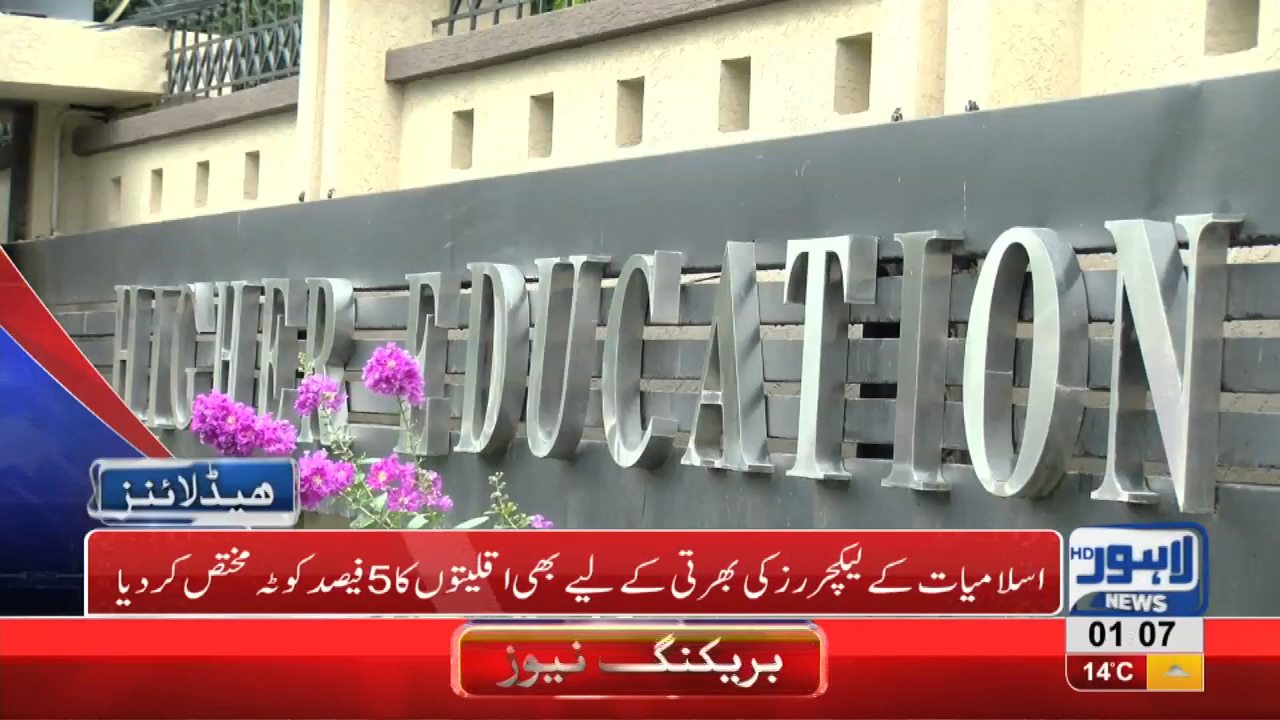 HIGHER EDUCATION
ہیڈلائنز
اسلامیات کے لیکچررز کی بھرتی کے لیے بھی اقلیتوں کا 5 فیصد کوٹہ مختص کر دیا
لاہور HD
NEWS
بریکنگ نیوز
01 07
14°C